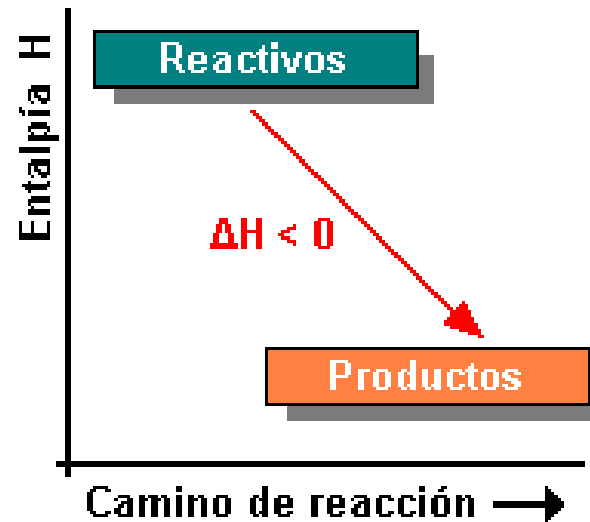 Entalpía H
Reactivos
ΔH < 0
Productos
Camino de reacción